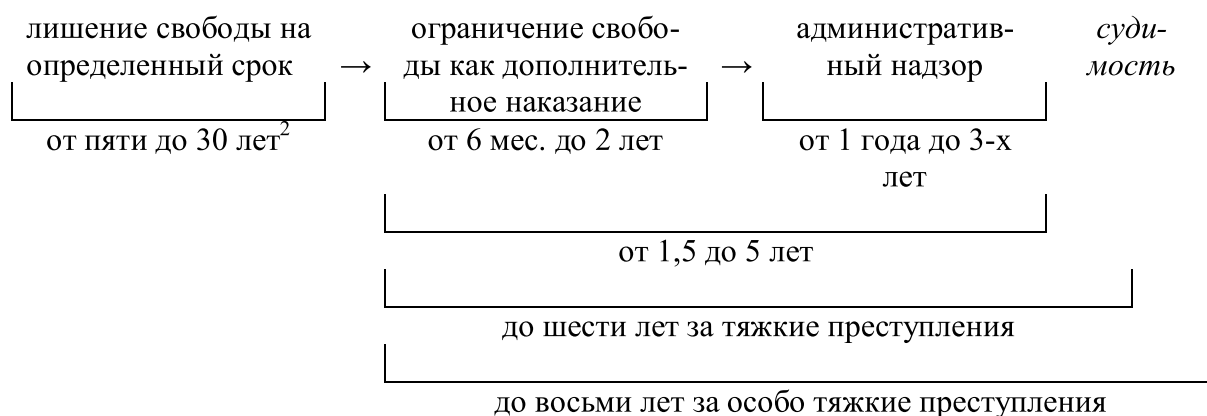 лишение свободы на
определенный срок
→
ограничение свобо-
ды как дополнитель-
ное наказание
→
административ-
ный надзор
суди-
мость
от пяти до 30 лет2
от 6 мес. до 2 лет
от 1 года до 3-х
лет
от 1,5 до 5 лет
до шести лет за тяжкие преступления
до восьми лет за особо тяжкие преступления